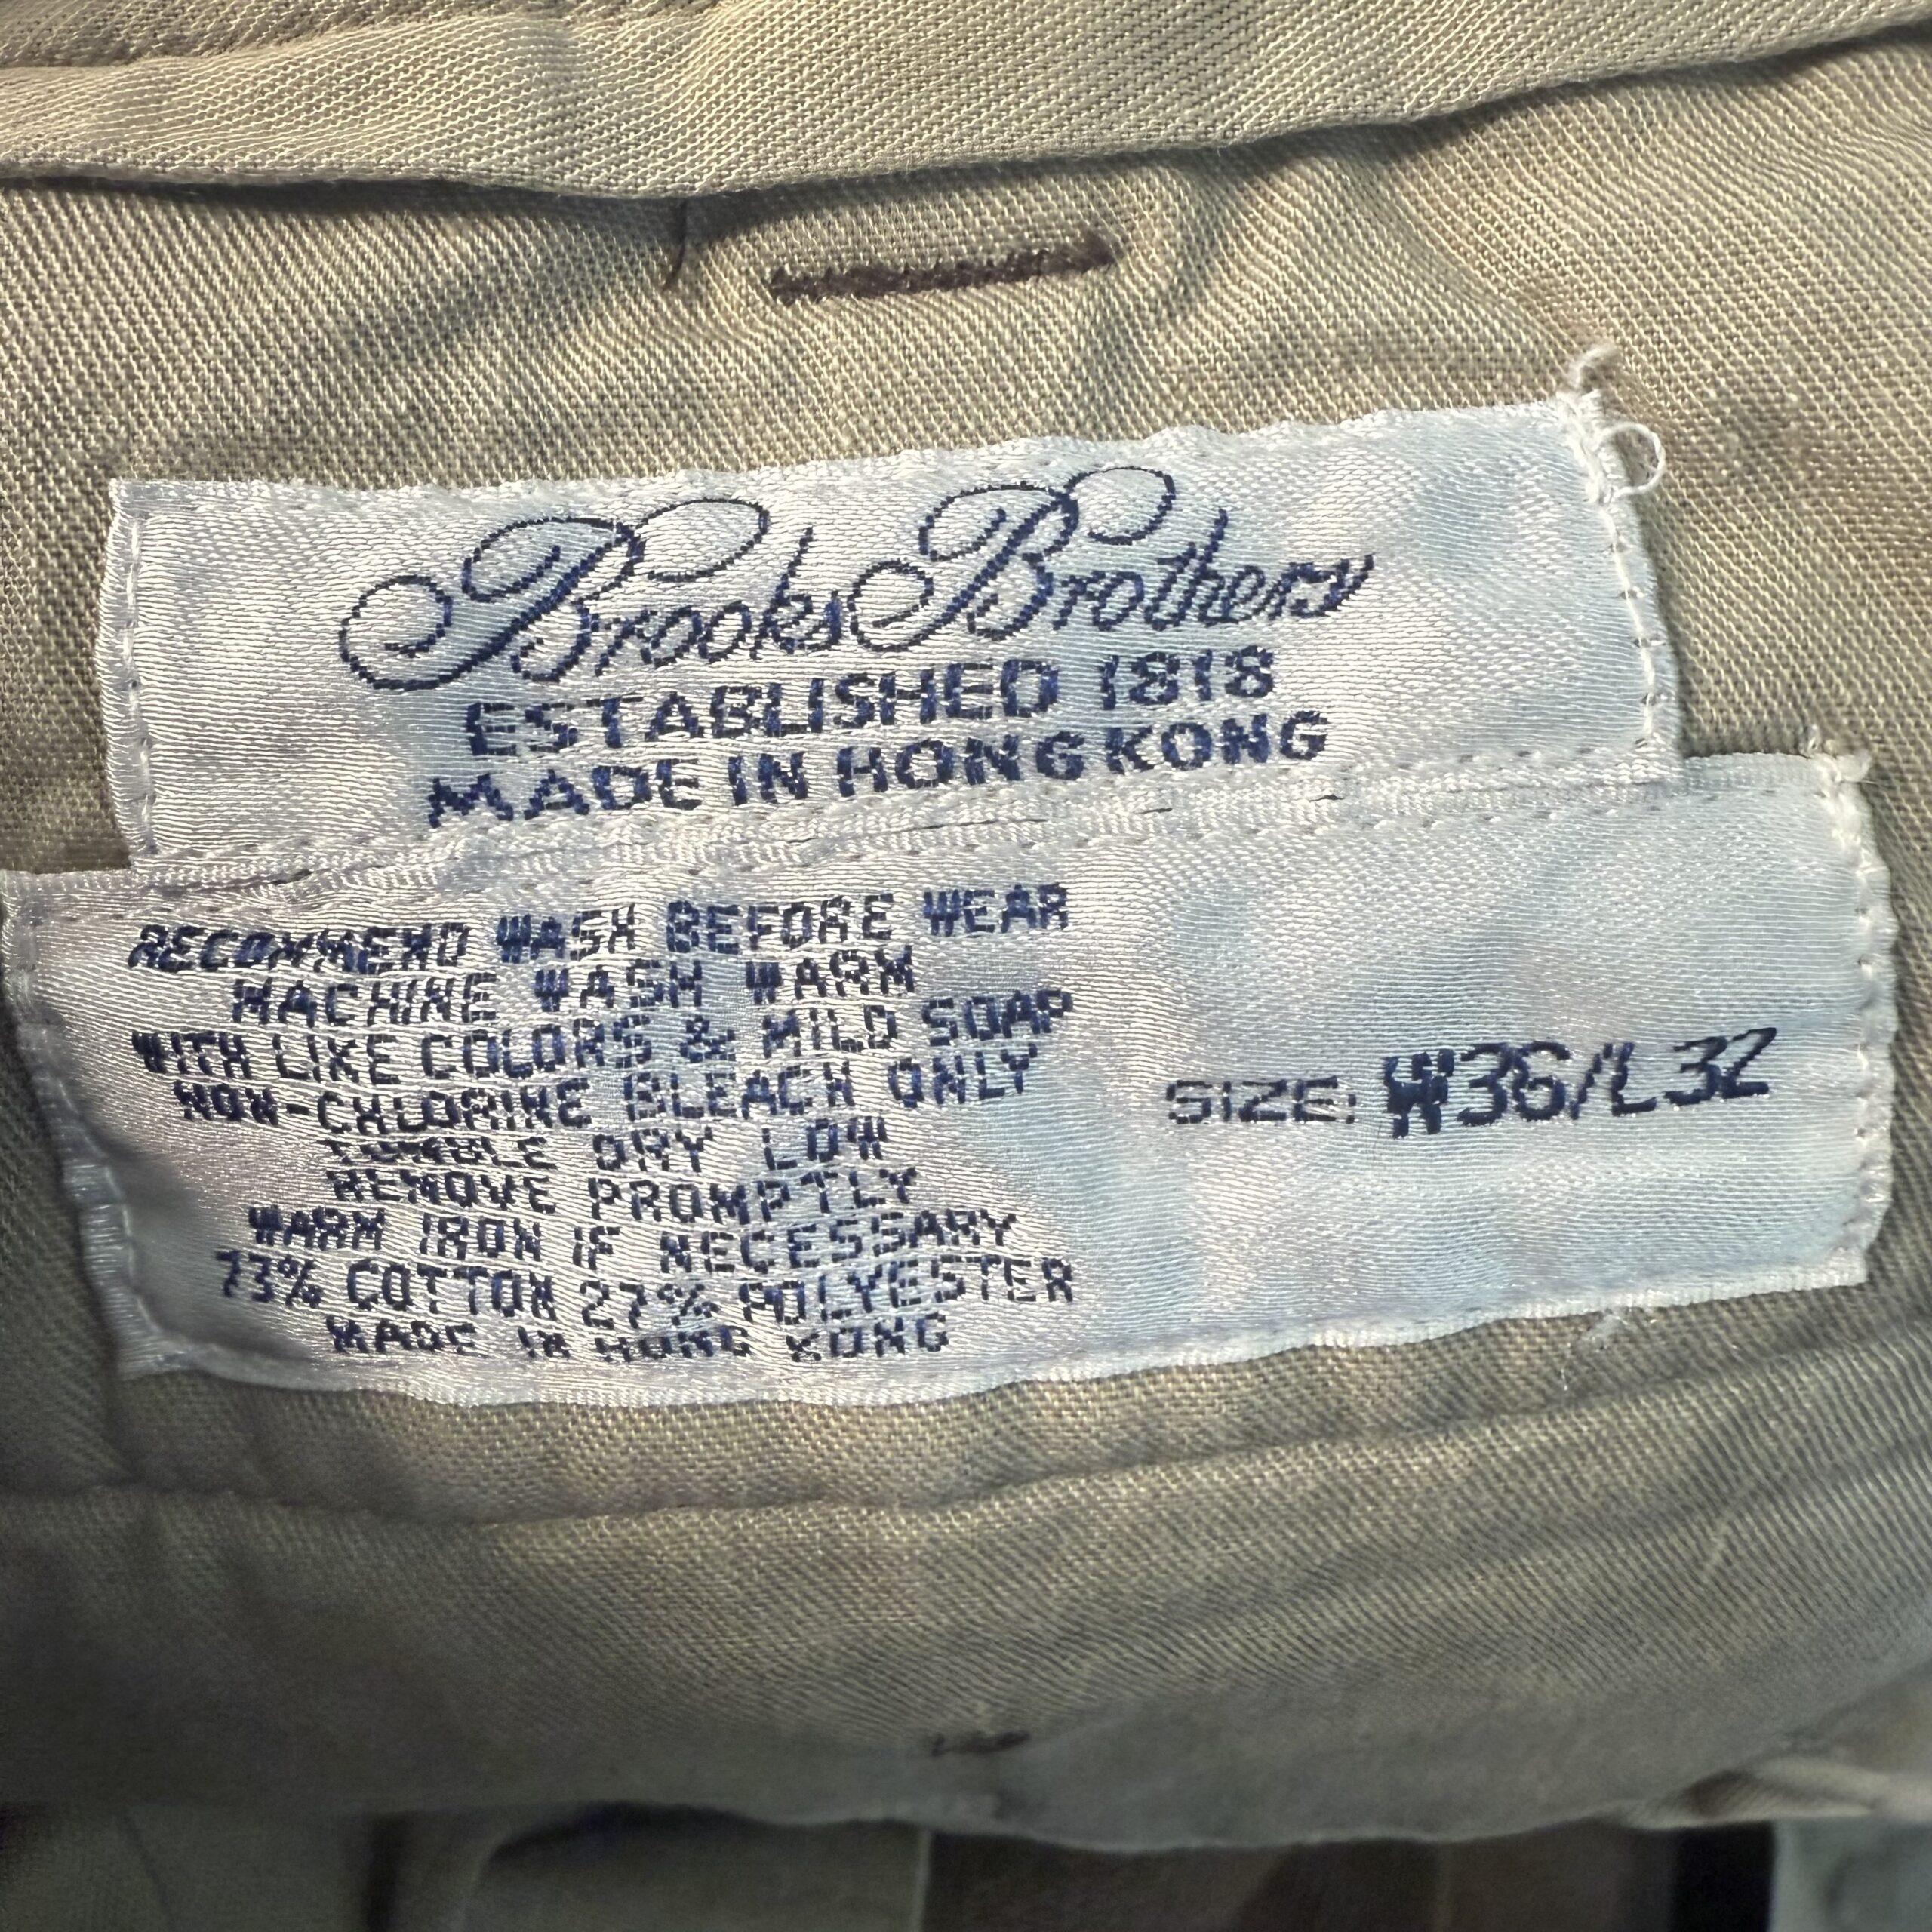 Brooks Brothers
ESTABLISHED 1818
MADE IN HONG KONG
RECOMMEND WASH BEFORE WEAR
MACHINE WASH WARM
WITH LIKE COLORS & MILD SOAP
NON-CHLORINE BLEACH ONLY
TUMBLE DRY LOW
REMOVE PROMPTLY
WARM IRON IF NECESSARY
73% COTTON 27% POLYESTER
MADE IN HONG KONG
SIZE: W36/L32